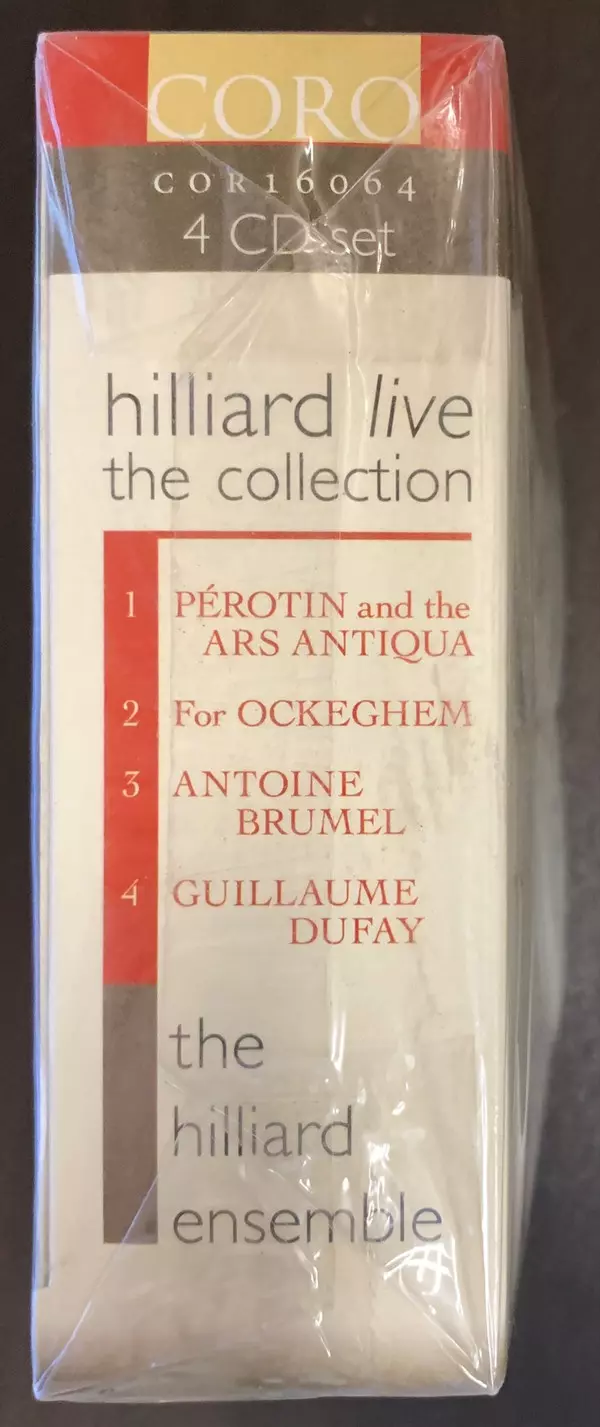 CORO
COR16064
4 CD set
hilliard live
the collection
1 PÉROTIN and the
ARS ANTIQUA
2 For OCKEGHEM
3 ANTOINE
BRUMEL
4 GUILLAUME
DUFAY
the
hilliard
ensemble